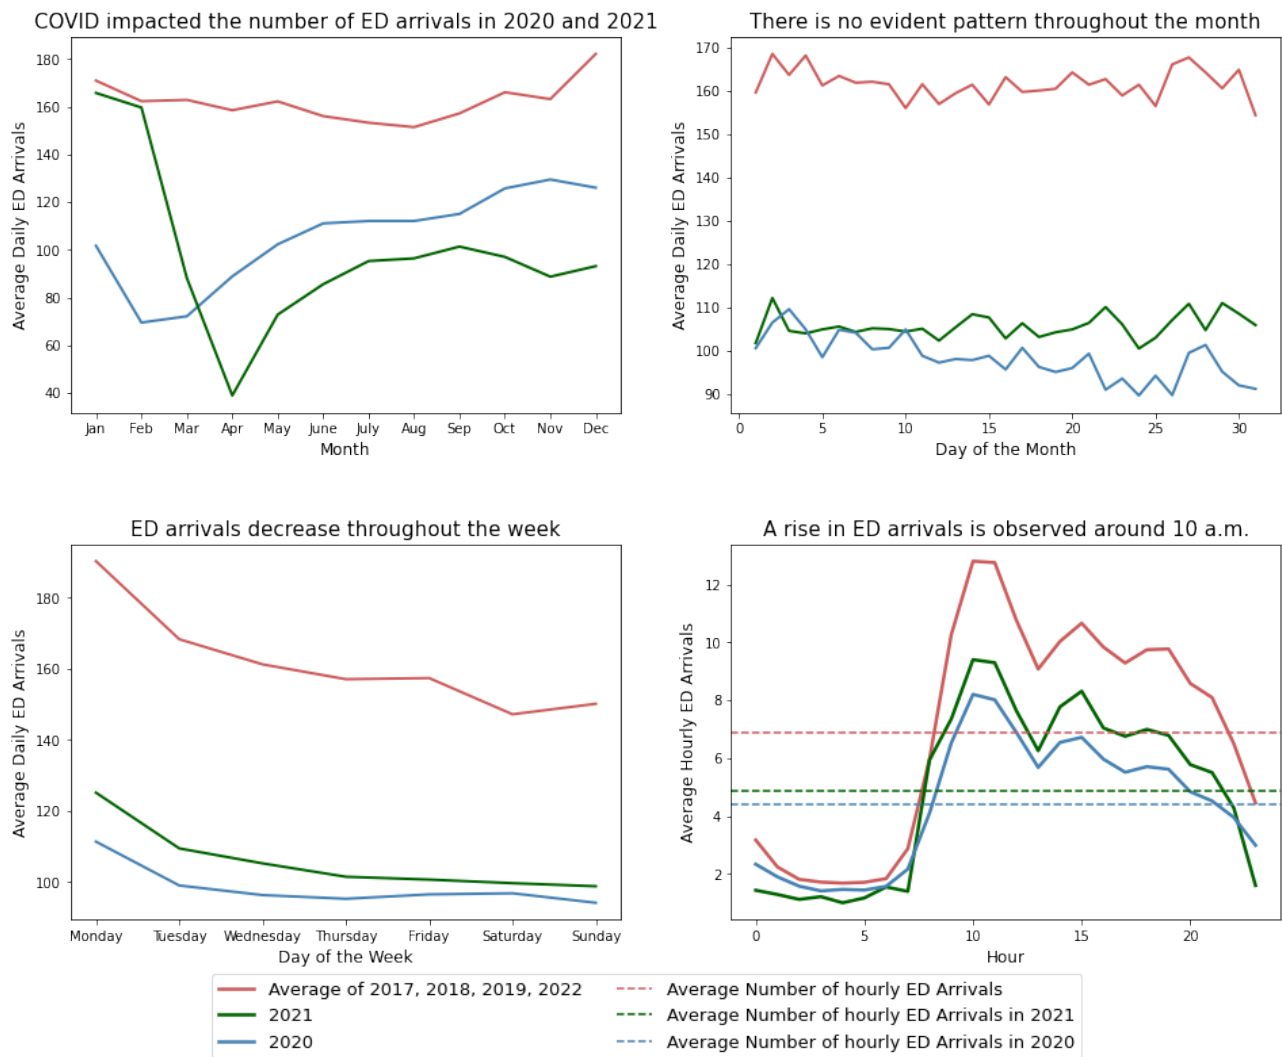 COVID impacted the number of ED arrivals in 2020 and 2021
180
160
140
120
100
80
60
40
Average Daily ED Arrivals
Jan Feb Mar Apr May June July Aug Sep Oct Nov Dec
Month
There is no evident pattern throughout the month
170
160
150
140
130
120
110
100
90
Average Daily ED Arrivals
0 5 10 15 20 25 30
Day of the Month
ED arrivals decrease throughout the week
180
160
140
120
100
Average Daily ED Arrivals
Monday Tuesday Wednesday Thursday Friday Saturday Sunday
Day of the Week
A rise in ED arrivals is observed around 10 a.m.
12
10
8
6
4
2
Average Hourly ED Arrivals
0 5 10 15 20
Hour
Average of 2017, 2018, 2019, 2022
2021
2020
Average Number of hourly ED Arrivals
Average Number of hourly ED Arrivals in 2021
Average Number of hourly ED Arrivals in 2020